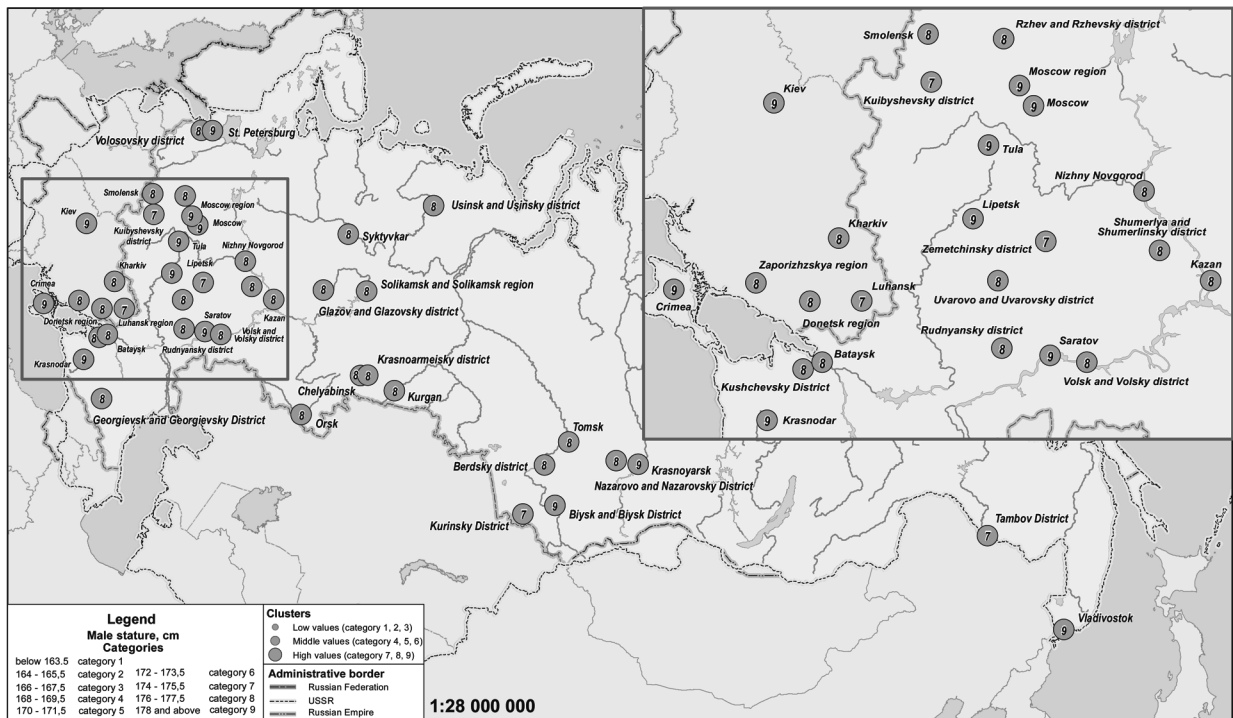 Volosovsky district
8
9
St. Petersburg
Smolensk
8
8
Moscow region
7
9
9
Moscow
Kiev
9
Kuibyshevsky
district
9
Tula
Nizhny Novgorod
8
Kharkiv
8
9
Lipetsk
7
8
Crimea
9
8
8
7
8
8
Kazan
Donetsk region
Luhansk region
8
8
Bataysk
8
9
8
Saratov
Volsk and
Volsky district
Rudnyansky district
Krasnodar
9
8
Georgievsk and Georgievsky District
Usinsk and Usinsky district
8
8
Syktyvkar
8
8
Solikamsk and Solikamsk region
Glazov and Glazovsky district
Krasnoarmeisky district
8
8
Chelyabinsk
8
Kurgan
8
Orsk
Tomsk
8
Berdsky district
8
8
9
Krasnoyarsk
Nazarovo and Nazarovsky District
9
Biysk and Biysk District
7
Kurinsky District
Tambov District
7
Vladivostok
9
Smolensk
8
Rzhev and Rzhevsky district
8
7
Kuibyshevsky district
Moscow region
9
9
Moscow
Kiev
9
9
Tula
Nizhny Novgorod
8
Lipetsk
9
Shumerlya and
Shumerlinsky district
8
Kharkiv
8
Zemetchinsky district
7
Kazan
8
Zaporizhzskya region
8
8
Uvarovo and Uvarovsky district
Crimea
9
8
Donetsk region
Luhansk
7
Rudnyansky district
8
Saratov
9
8
Volsk and Volsky district
Bataysk
8
8
Kushchevsky District
9
Krasnodar
Legend
Male stature, cm
Categories
below 163.5 category 1
164 - 165,5 category 2
166 - 167,5 category 3
168 - 169,5 category 4
170 - 171,5 category 5
172 - 173,5 category 6
174 - 175,5 category 7
176 - 177,5 category 8
178 and above category 9
Clusters
Low values (category 1, 2, 3)
Middle values (category 4, 5, 6)
High values (category 7, 8, 9)
Administrative border
Russian Federation
USSR
Russian Empire
1:28 000 000